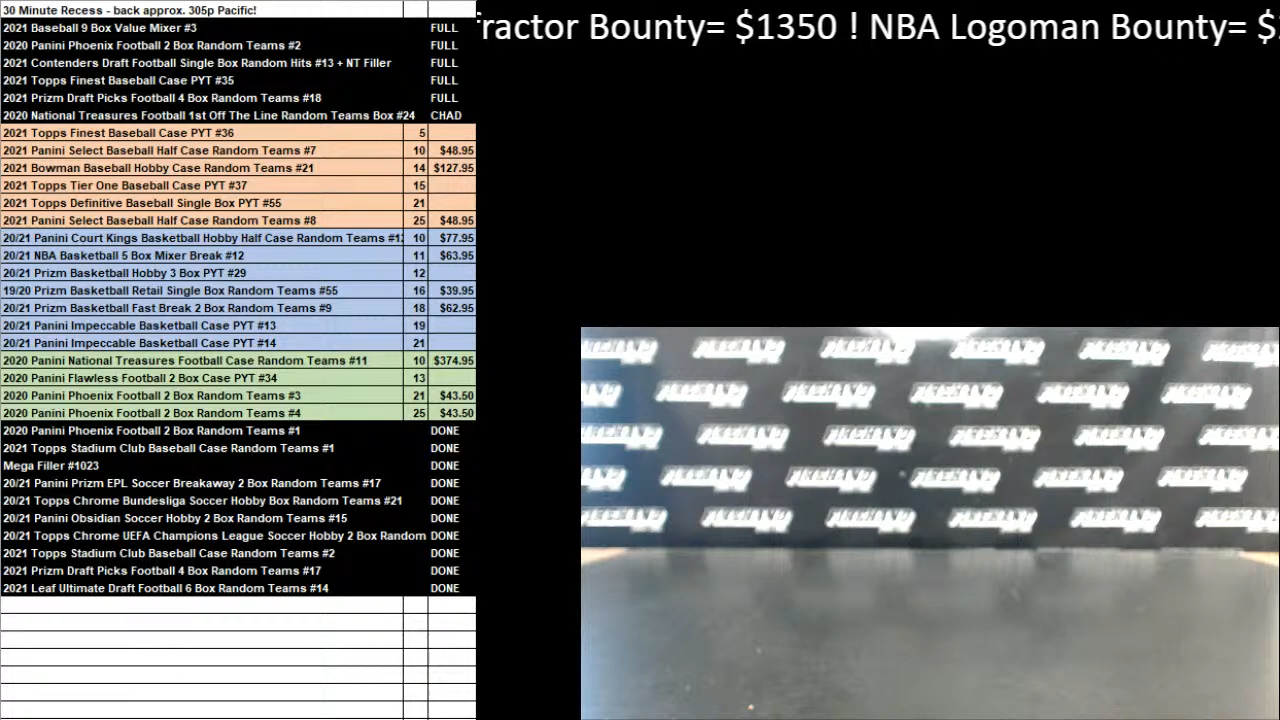 30 Minute Recess - back approx. 305p Pacific!
fractor Bounty= $1350 ! NBA Logoman Bounty= $
2021 Baseball 9 Box Value Mixer #3 FULL
2020 Panini Phoenix Football 2 Box Random Teams #2 FULL
2021 Contenders Draft Football Single Box Random Hits #13 + NT Filler FULL
2021 Topps Finest Baseball Case PYT #35 FULL
2021 Prizm Draft Picks Football 4 Box Random Teams #18 FULL
2020 National Treasures Football 1st Off The Line Random Teams Box #24 CHAD
2021 Topps Finest Baseball Case PYT #36 5
2021 Panini Select Baseball Half Case Random Teams #7 10 $48.95
2021 Bowman Baseball Hobby Case Random Teams #21 14 $127.95
2021 Topps Tier One Baseball Case PYT #37 15
2021 Topps Definitive Baseball Single Box PYT #55 21
2021 Panini Select Baseball Half Case Random Teams #8 25 $48.95
20/21 Panini Court Kings Basketball Hobby Half Case Random Teams #1 10 $77.95
20/21 NBA Basketball 5 Box Mixer Break #12 11 $63.95
20/21 Prizm Basketball Hobby 3 Box PYT #29 12
19/20 Prizm Basketball Retail Single Box Random Teams #55 16 $39.95
20/21 Prizm Basketball Fast Break 2 Box Random Teams #9 18 $62.95
20/21 Panini Impeccable Basketball Case PYT #13 19
20/21 Panini Impeccable Basketball Case PYT #14 21
2020 Panini National Treasures Football Case Random Teams #11 10 $374.95
2020 Panini Flawless Football 2 Box Case PYT #34 13
2020 Panini Phoenix Football 2 Box Random Teams #3 21 $43.50
2020 Panini Phoenix Football 2 Box Random Teams #4 25 $43.50
2020 Panini Phoenix Football 2 Box Random Teams #1 DONE
2021 Topps Stadium Club Baseball Case Random Teams #1 DONE
Mega Filler #1023 DONE
20/21 Panini Prizm EPL Soccer Breakaway 2 Box Random Teams #17 DONE
20/21 Topps Chrome Bundesliga Soccer Hobby Box Random Teams #21 DONE
20/21 Panini Obsidian Soccer Hobby 2 Box Random Teams #15 DONE
20/21 Topps Chrome UEFA Champions League Soccer Hobby 2 Box Random DONE
2021 Topps Stadium Club Baseball Case Random Teams #2 DONE
2021 Prizm Draft Picks Football 4 Box Random Teams #17 DONE
2021 Leaf Ultimate Draft Football 6 Box Random Teams #14 DONE